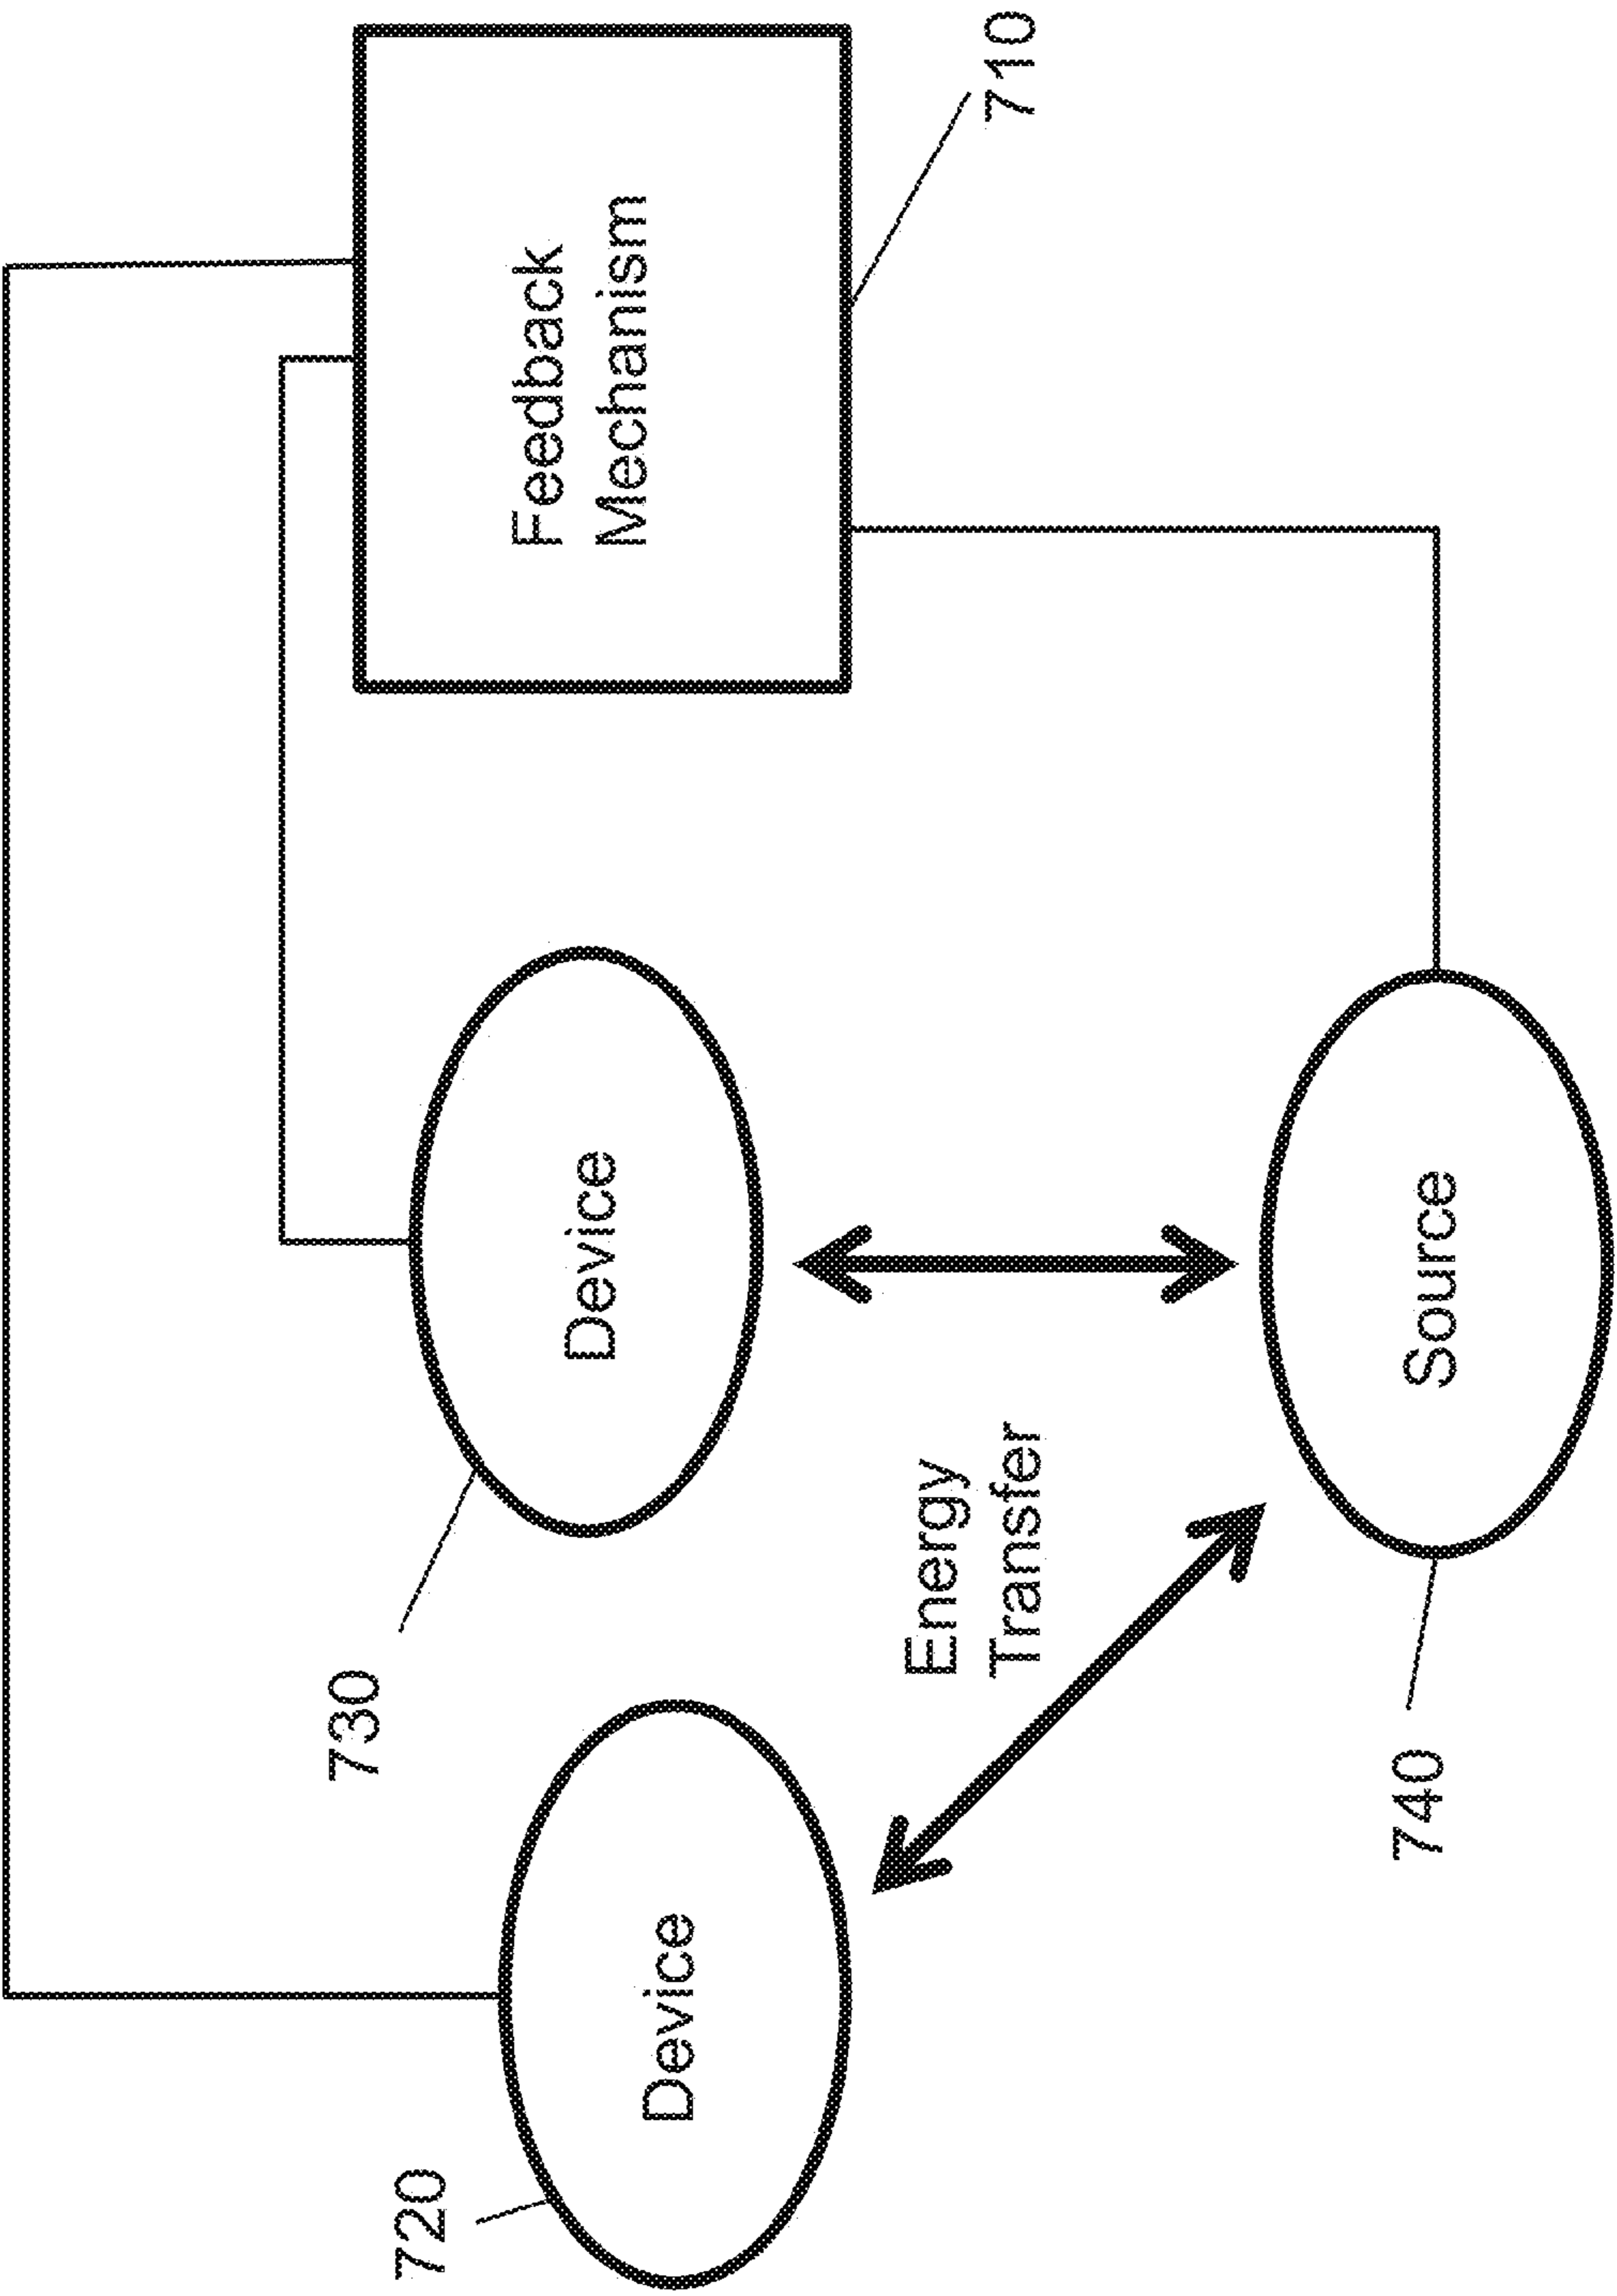 Feedback
Mechanism
710
Device
730
Device
720
Energy
Transfer
Source
740